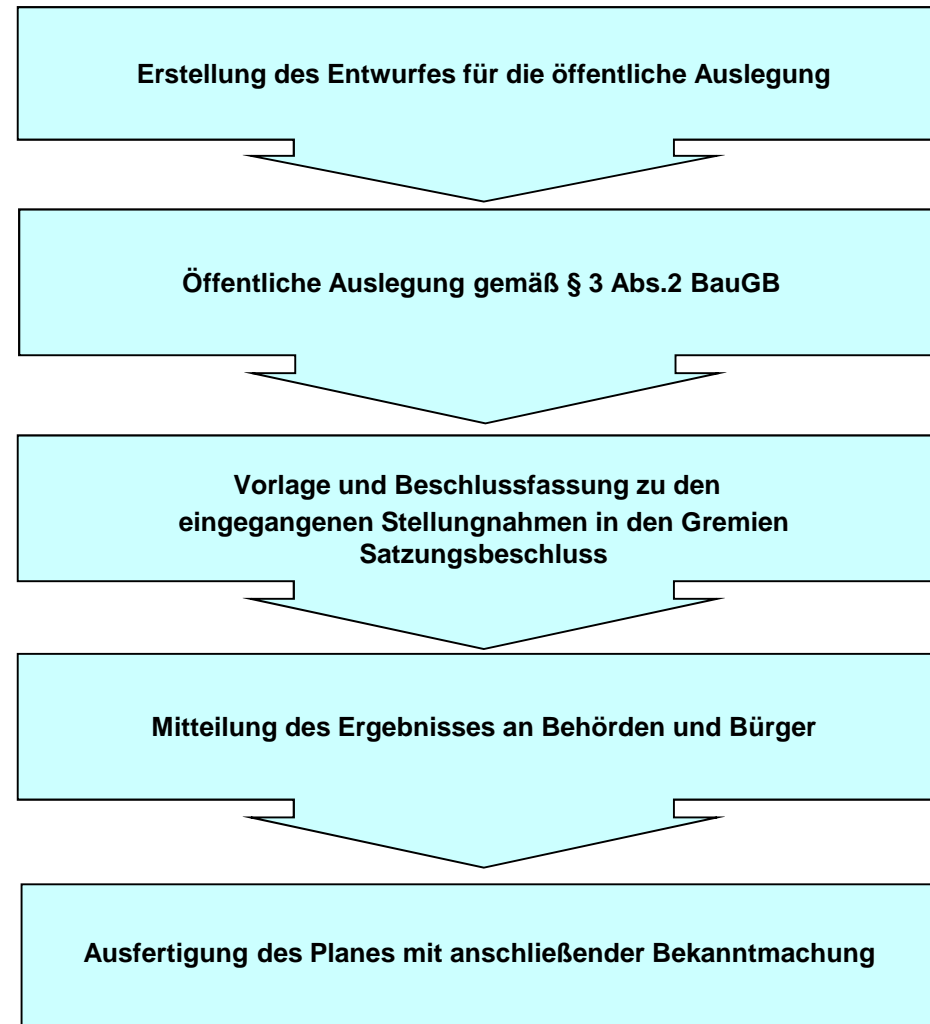 Erstellung des Entwurfes für die öffentliche Auslegung
Öffentliche Auslegung gemäß § 3 Abs.2 BauGB
Vorlage und Beschlussfassung zu den
eingegangenen Stellungnahmen in den Gremien
Satzungsbeschluss
Mitteilung des Ergebnisses an Behörden und Bürger
Ausfertigung des Planes mit anschließender Bekanntmachung